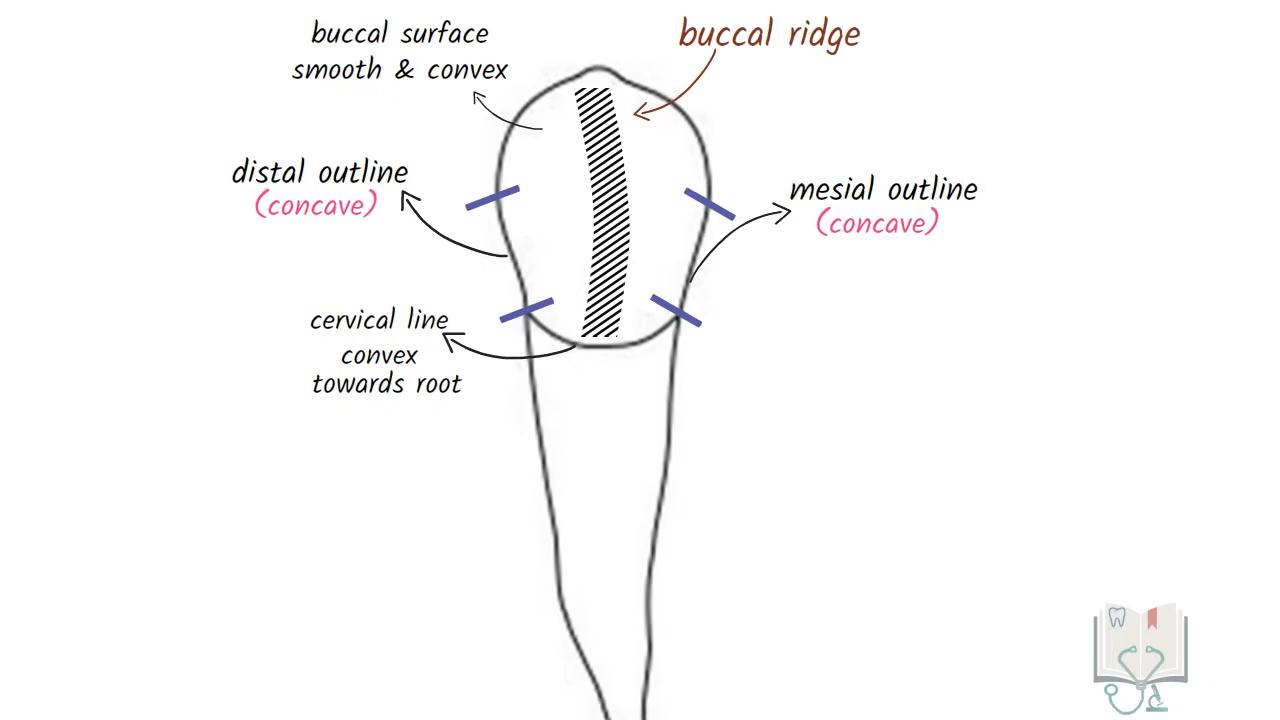 buccal surface
smooth & convex
buccal ridge
distal outline
(concave)
mesial outline
(concave)
cervical line
convex
towards root